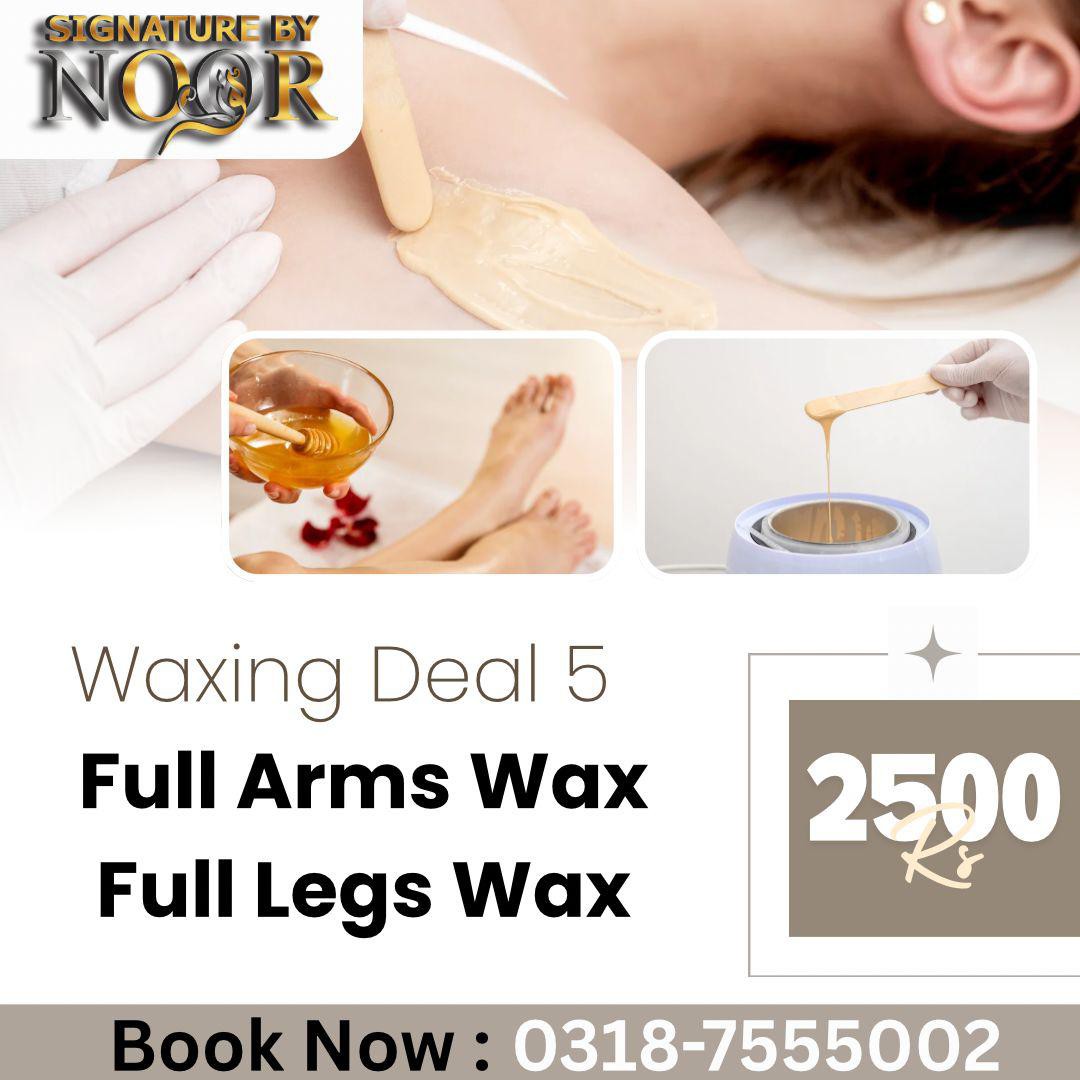 SIGNATURE BY
NOOR
Waxing Deal 5
Full Arms Wax
Full Legs Wax
2500
Rs
Book Now : 0318-7555002